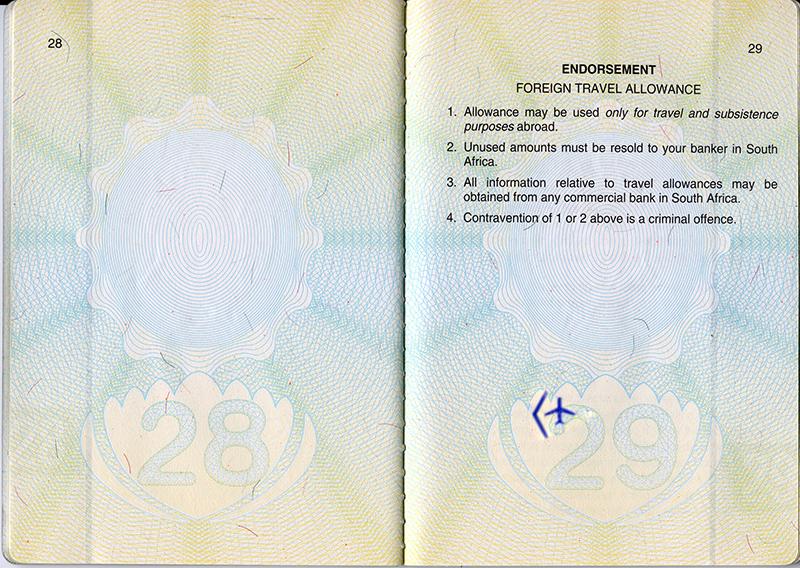 28
29
ENDORSEMENT
FOREIGN TRAVEL ALLOWANCE
1. Allowance may be used only for travel and subsistence
purposes abroad.
2. Unused amounts must be resold to your banker in South
Africa.
3. All information relative to travel allowances may be
obtained from any commercial bank in South Africa.
4. Contravention of 1 or 2 above is a criminal offence.
28
29